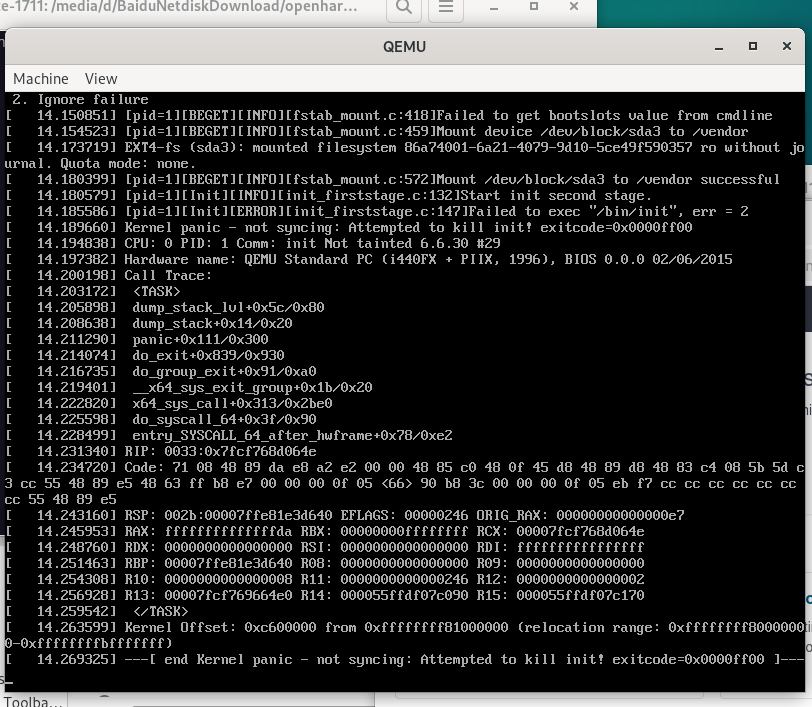 e-1711: /media/d/BaiduNetdiskDownload/openhar...
QEMU
Machine View
2. Ignore failure
[   14.150851] [pid=1][BEGET][INFO][fstab_mount.c:418]Failed to get bootslots value from cmdline
[   14.154523] [pid=1][BEGET][INFO][fstab_mount.c:459]Mount device /dev/block/sda3 to /vendor
[   14.173719] EXT4-fs (sda3): mounted filesystem 86a74001-6a21-4079-9d10-5ce49f590357 ro without jo
urnal. Quota mode: none.
[   14.180399] [pid=1][BEGET][INFO][fstab_mount.c:572]Mount /dev/block/sda3 to /vendor successful
[   14.180579] [pid=1][Init][INFO][init_firststage.c:132]Start init second stage.
[   14.185586] [pid=1][Init][ERROR][init_firststage.c:147]Failed to exec "/bin/init", err = 2
[   14.189660] Kernel panic - not syncing: Attempted to kill init! exitcode=0x0000ff00
[   14.194838] CPU: 0 PID: 1 Comm: init Not tainted 6.6.30 #29
[   14.197382] Hardware name: QEMU Standard PC (i440FX + PIIX, 1996), BIOS 0.0.0 02/06/2015
[   14.200198] Call Trace:
[   14.203172]  <TASK>
[   14.205898]  dump_stack_lvl+0x5c/0x80
[   14.208638]  dump_stack+0x14/0x20
[   14.211290]  panic+0x111/0x300
[   14.214074]  do_exit+0x839/0x930
[   14.216735]  do_group_exit+0x91/0xa0
[   14.219401]  __x64_sys_exit_group+0x1b/0x20
[   14.222820]  x64_sys_call+0x313/0x2be0
[   14.225598]  do_syscall_64+0x3f/0x90
[   14.228499]  entry_SYSCALL_64_after_hwframe+0x78/0xe2
[   14.231340] RIP: 0033:0x7fcf768d064e
[   14.234720] Code: 71 08 48 89 da e8 a2 e2 00 00 48 85 c0 48 0f 45 d8 48 89 d8 48 83 c4 08 5b 5d c
3 cc 55 48 89 e5 48 63 ff b8 e7 00 00 00 0f 05 <66> 90 b8 3c 00 00 00 0f 05 eb f7 cc cc cc cc cc
cc 55 48 89 e5
[   14.243160] RSP: 002b:00007ffe81e3d640 EFLAGS: 00000246 ORIG_RAX: 00000000000000e7
[   14.245953] RAX: ffffffffffffffda RBX: 00000000ffffffff RCX: 00007fcf768d064e
[   14.248760] RDX: 0000000000000000 RSI: 0000000000000000 RDI: ffffffffffffffff
[   14.251463] RBP: 00007ffe81e3d640 R08: 0000000000000000 R09: 0000000000000000
[   14.254308] R10: 0000000000000008 R11: 0000000000000246 R12: 0000000000000002
[   14.256928] R13: 00007fcf769664e0 R14: 000055ffdf07c090 R15: 000055ffdf07c170
[   14.259542]  </TASK>
[   14.263599] Kernel Offset: 0xc600000 from 0xffffffff81000000 (relocation range: 0xffffffff8000000
0-0xffffffffbfffffff)
[   14.269325] ---[ end Kernel panic - not syncing: Attempted to kill init! exitcode=0x0000ff00 ]---
Toolba...